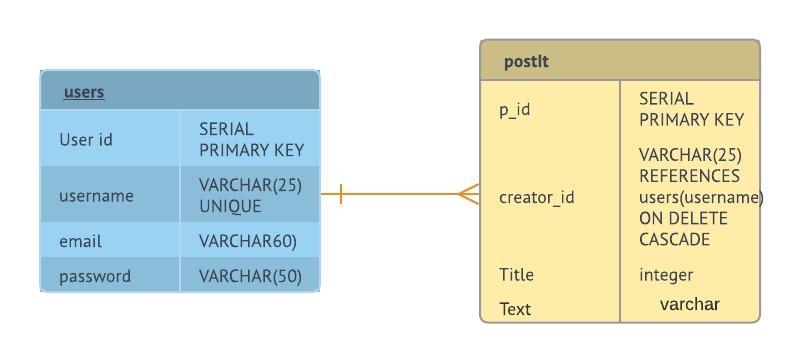 users
User id
SERIAL
PRIMARY KEY
username
VARCHAR(25)
UNIQUE
email
VARCHAR60)
password
VARCHAR(50)
postIt
p_id
SERIAL
PRIMARY KEY
creator_id
VARCHAR(25)
REFERENCES
users(username)
ON DELETE
CASCADE
Title
integer
Text
varchar